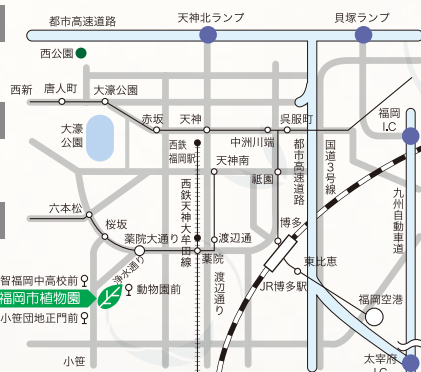 都市高速道路
天神北ランプ
貝塚ランプ
西公園
西新
唐人町
大濠公園
赤坂
天神
中洲川端
呉服町
福岡
I.C
大濠
公園
西鉄
福岡駅
天神南
祗園
都市高速道路
国道3号線
西鉄天神大牟田線
九州自動車道
六本松
桜坂
薬院大通り
渡辺通
薬院
博多
浄水通り
渡辺通り
東比恵
JR博多駅
智福岡中高校前
動物園前
福岡市植物園
小笹団地正門前
福岡空港
小笹
太宰府
I.C